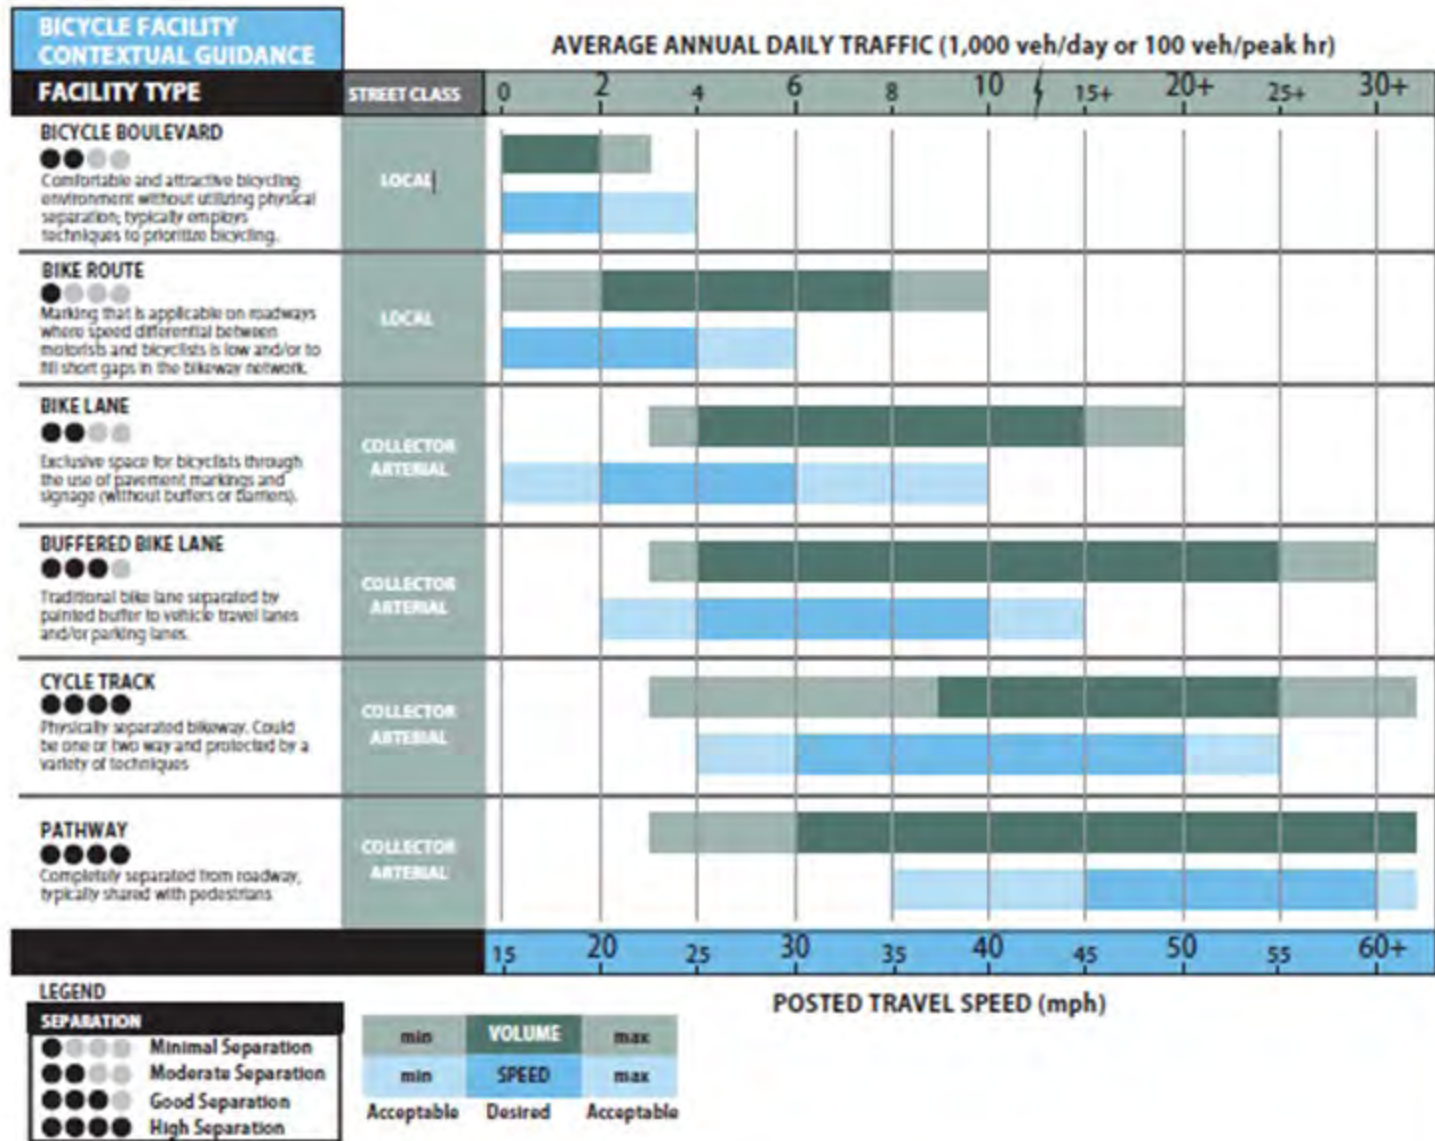 BICYCLE FACILITY
CONTEXTUAL GUIDANCE
AVERAGE ANNUAL DAILY TRAFFIC (1,000 veh/day or 100 veh/peak hr)
FACILITY TYPE STREET CLASS 0 2 4 6 8 10 15+ 20+ 25+ 30+
BICYCLE BOULEVARD
Comfortable and attractive bicycling
environment without utilizing physical
separation; typically employs
techniques to prioritize bicycling.
LOCAL
BIKE ROUTE
Marking that is applicable on roadways
where speed differential between
motorists and bicyclists is low and/or to
fill short gaps in the bikeway network.
LOCAL
BIKE LANE
Exclusive space for bicyclists through
the use of pavement markings and
signage (without buffers or barriers).
COLLECTOR
ARTERIAL
BUFFERED BIKE LANE
Traditional bike lane separated by
painted buffer to vehicle travel lanes
and/or parking lanes.
COLLECTOR
ARTERIAL
CYCLE TRACK
Physically separated bikeway. Could
be one or two way and protected by a
variety of techniques
COLLECTOR
ARTERIAL
PATHWAY
Completely separated from roadway,
typically shared with pedestrians
COLLECTOR
ARTERIAL
15 20 25 30 35 40 45 50 55 60+
POSTED TRAVEL SPEED (mph)
LEGEND
SEPARATION
Minimal Separation
Moderate Separation
Good Separation
High Separation
min VOLUME max
min SPEED max
Acceptable Desired Acceptable